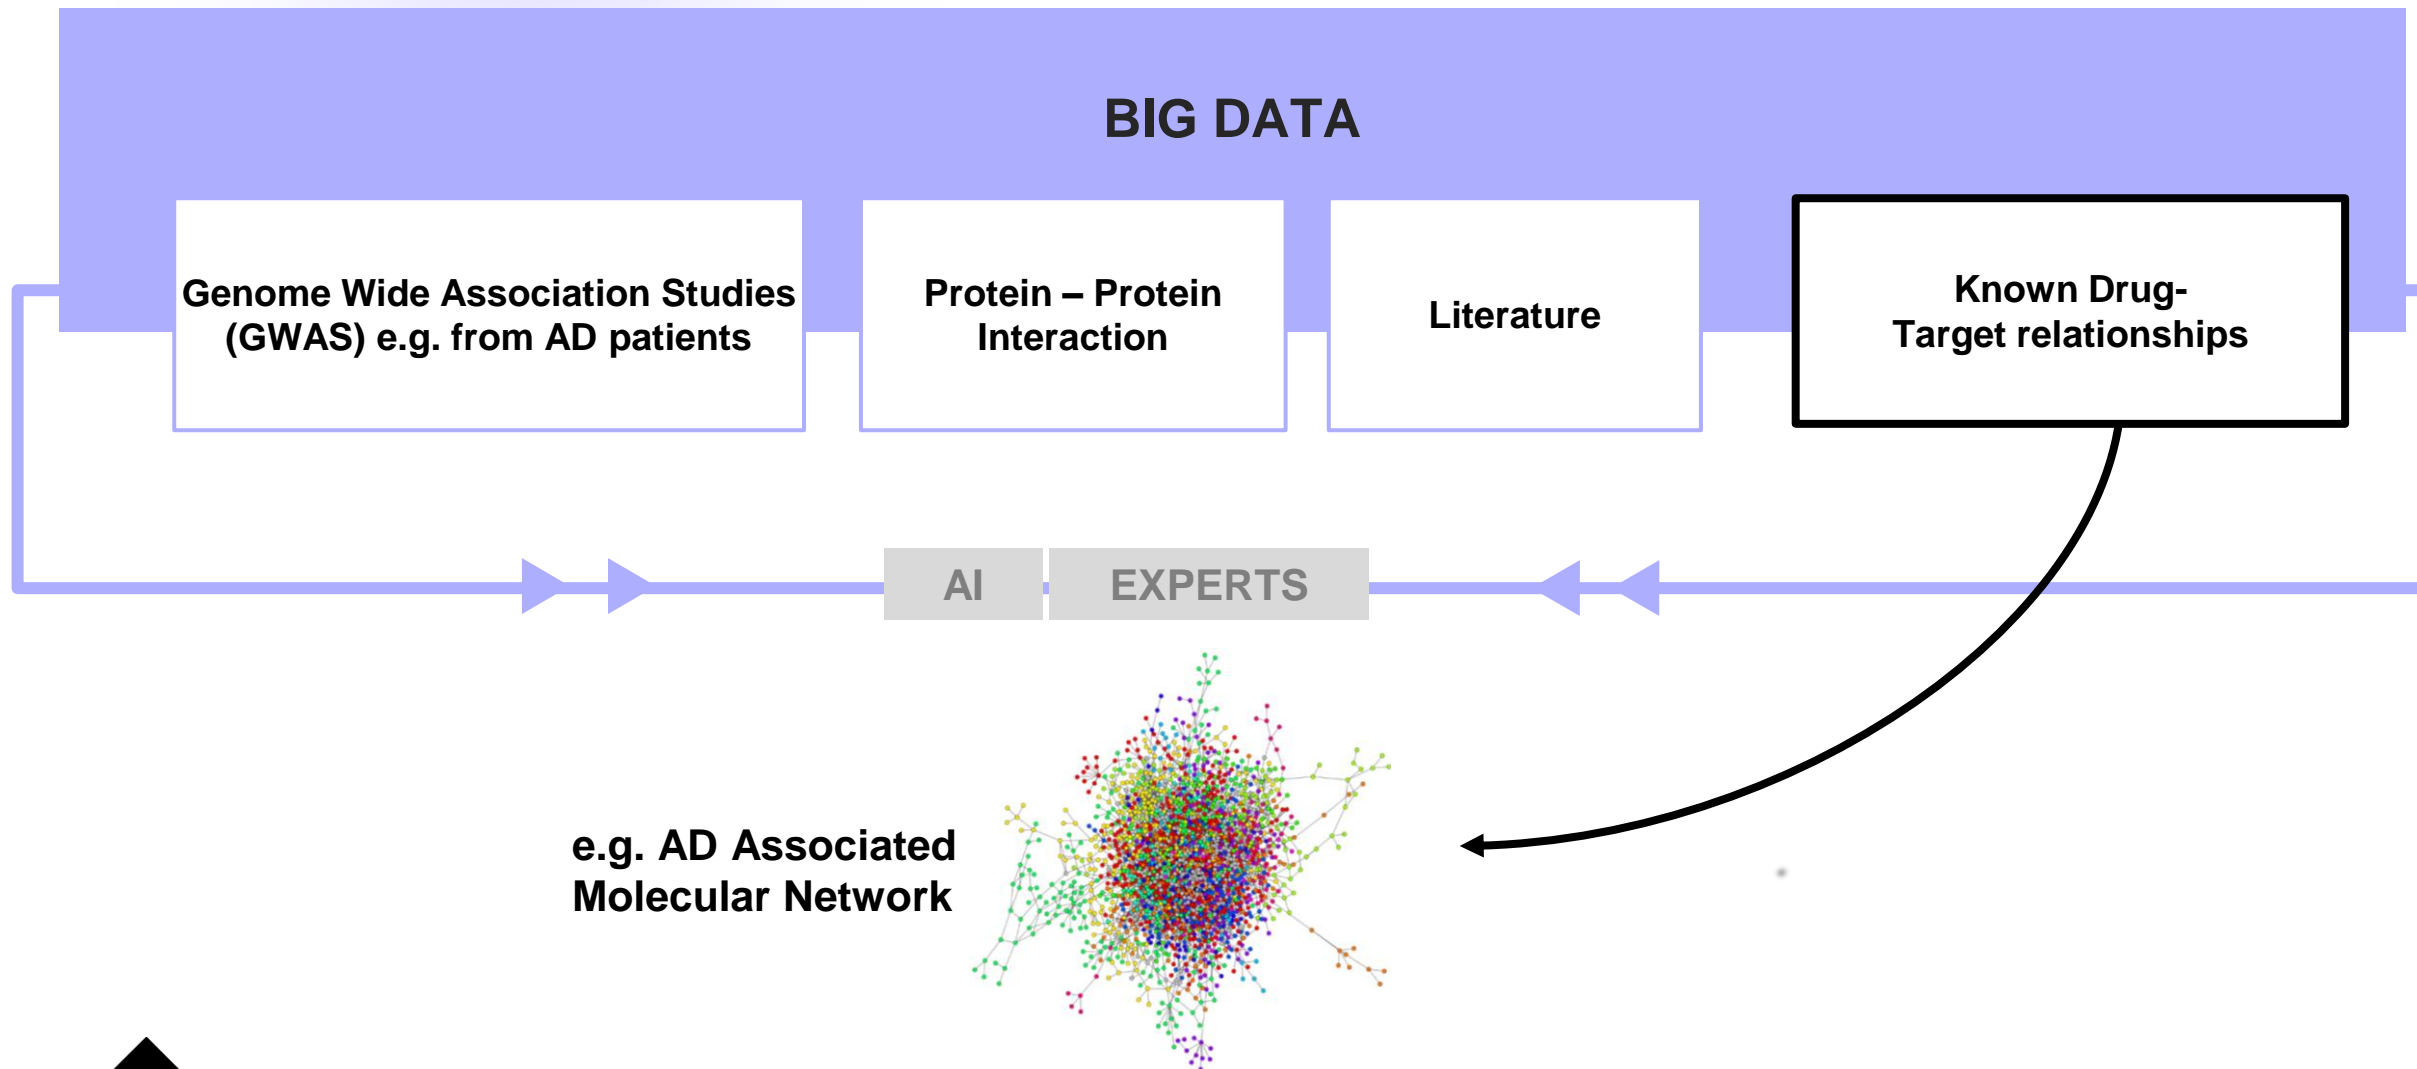 BIG DATA
Genome Wide Association Studies
(GWAS) e.g. from AD patients
Protein – Protein
Interaction
Literature
Known Drug-
Target relationships
AI
EXPERTS
e.g. AD Associated
Molecular Network